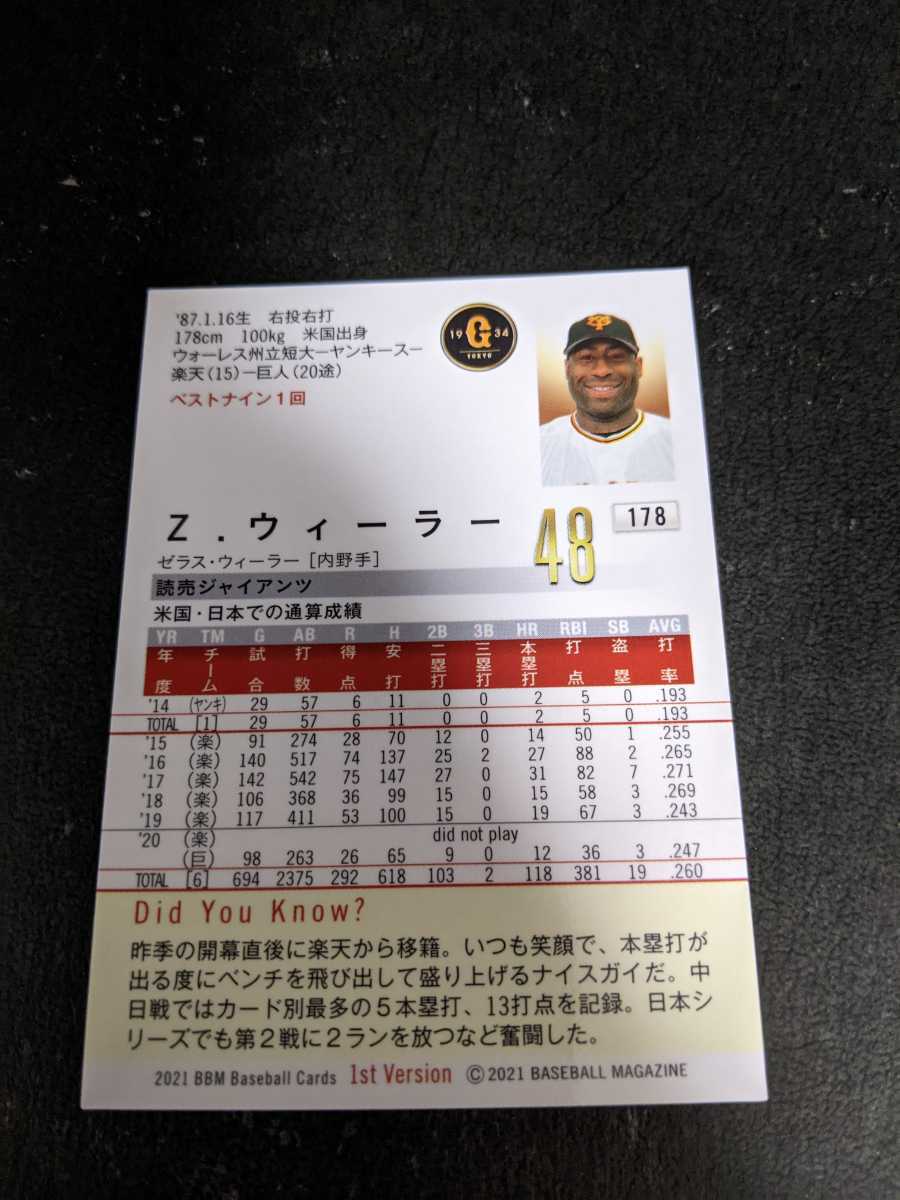 '87.1.16生 右投右打
178cm 100kg 米国出身
ウォーレス州立短大ーヤンキースー
楽天(15)ー巨人(20途)
ベストナイン1回
19 G 34
TOKYO
Z.ウィーラー
48
178
ゼラス・ウィーラー[内野手]
読売ジャイアンツ
米国・日本での通算成績
YR TM G AB R H 2B 3B HR RBI SB AVG
年度 チーム 試合 打数 得点 安打 二塁打 三塁打 本塁打 打点 盗塁 打率
'14 (ヤンキ) 29 57 6 11 0 0 2 5 0 .193
TOTAL [1] 29 57 6 11 0 0 2 5 0 .193
'15 (楽) 91 274 28 70 12 0 14 50 1 .255
'16 (楽) 140 517 74 137 25 2 27 88 2 .265
'17 (楽) 142 542 75 147 27 0 31 82 7 .271
'18 (楽) 106 368 36 99 15 0 15 58 3 .269
'19 (楽) 117 411 53 100 15 0 19 67 3 .243
'20 (楽) did not play
(巨) 98 263 26 65 9 0 12 36 3 .247
TOTAL [6] 694 2375 292 618 103 2 118 381 19 .260
Did You Know?
昨季の開幕直後に楽天から移籍。いつも笑顔で、本塁打が
出る度にベンチを飛び出して盛り上げるナイスガイだ。中
日戦ではカード別最多の5本塁打、13打点を記録。日本シ
リーズでも第2戦に2ランを放つなど奮闘した。
2021 BBM Baseball Cards 1st Version ©2021 BASEBALL MAGAZINE